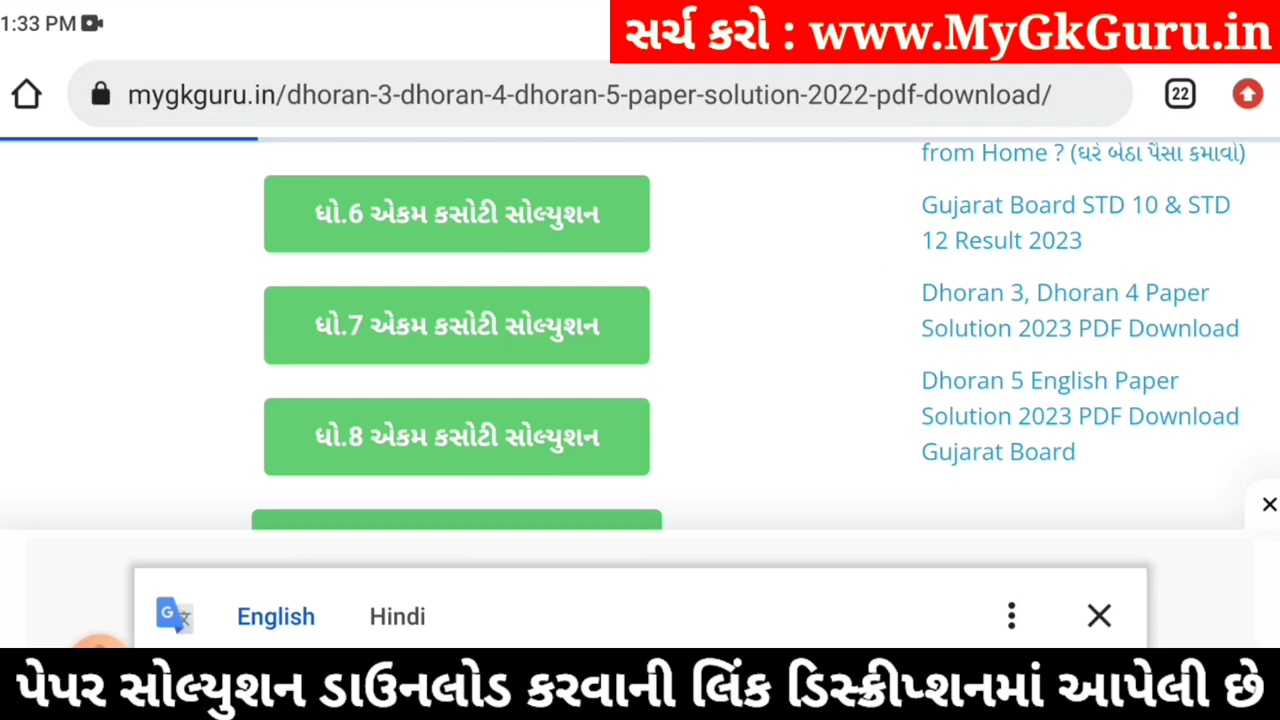 1:33 PM
સર્ચ કરો : www.MyGkGuru.in
mygkguru.in/dhoran-3-dhoran-4-dhoran-5-paper-solution-2022-pdf-download/
22
ધો.6 એકમ કસોટી સોલ્યુશન
ધો.7 એકમ કસોટી સોલ્યુશન
ધો.8 એકમ કસોટી સોલ્યુશન
from Home ? (ઘરે બેઠા પૈસા કમાવો)
Gujarat Board STD 10 & STD
12 Result 2023
Dhoran 3, Dhoran 4 Paper
Solution 2023 PDF Download
Dhoran 5 English Paper
Solution 2023 PDF Download
Gujarat Board
English Hindi
પેપર સોલ્યુશન ડાઉનલોડ કરવાની લિંક ડિસ્ક્રીપ્શનમાં આપેલી છે